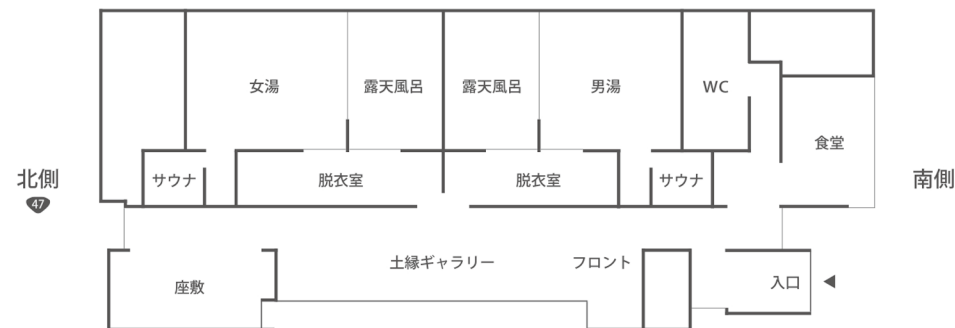 女湯
露天風呂
露天風呂
男湯
WC
食堂
北側
47
サウナ
脱衣室
脱衣室
サウナ
南側
土縁ギャラリー
フロント
座敷
入口